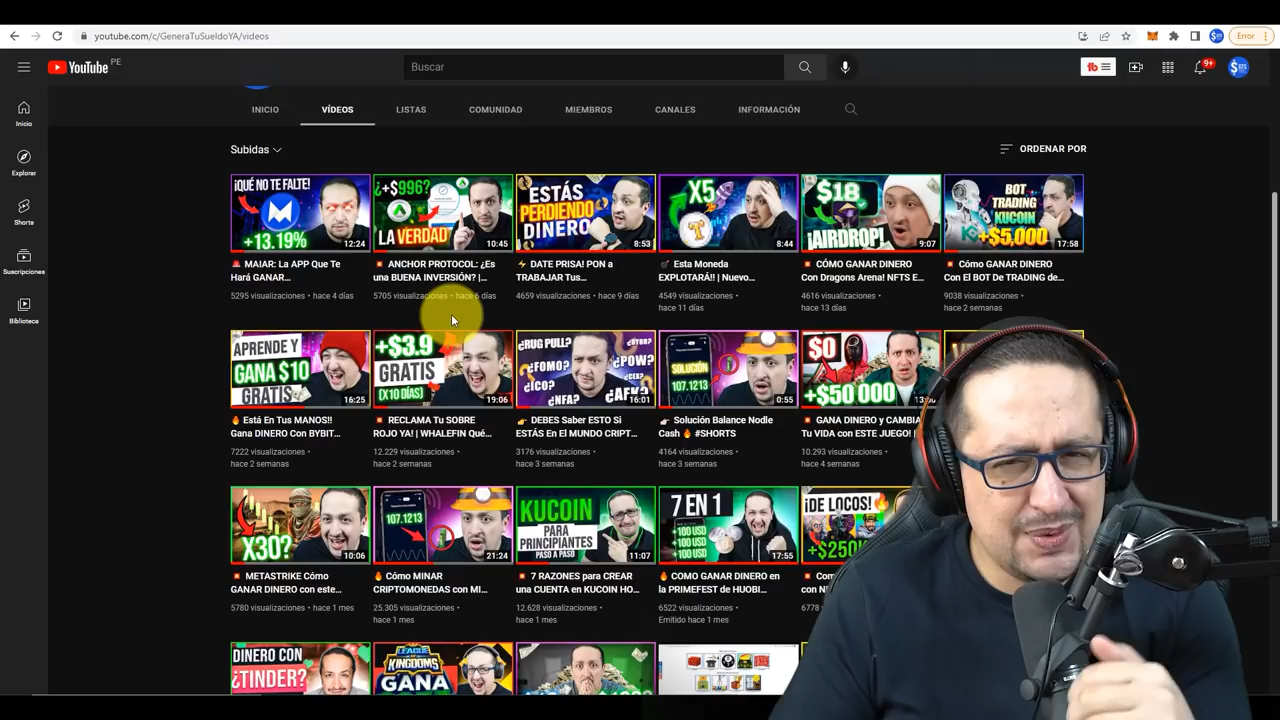 youtube.com/c/GeneraTuSueldoYA/videos
Error
YouTube PE
Buscar
9+
INICIO
VÍDEOS
LISTAS
COMUNIDAD
MIEMBROS
CANALES
INFORMACIÓN
Inicio
Explorar
Shorts
Suscripciones
Biblioteca
Subidas
ORDENAR POR
¡QUÉ NO TE FALTE!
+13.19%
12:24
¿+$996?
LA VERDAD
10:45
ESTÁS
PERDIENDO
DINERO
8:53
X5
8:44
$18
¡AIRDROP!
9:07
BOT
TRADING
KUCOIN
+$5,000
17:58
MAIAR: La APP Que Te
Hará GANAR...
5295 visualizaciones • hace 4 días
ANCHOR PROTOCOL: ¿Es
una BUENA INVERSIÓN? |...
5705 visualizaciones • hace 6 días
DATE PRISA! PON a
TRABAJAR Tus...
4659 visualizaciones • hace 9 días
Esta Moneda
EXPLOTARÁ!! | Nuevo...
4549 visualizaciones •
hace 11 días
CÓMO GANAR DINERO
Con Dragons Arena! NFTS E...
4616 visualizaciones •
hace 13 días
Cómo GANAR DINERO
Con El BOT De TRADING de...
9038 visualizaciones •
hace 2 semanas
APRENDE Y
GANA $10
GRATIS
16:25
+$3.9
GRATIS
(X10 DÍAS)
19:06
¿RUG PULL?
¿FOMO?
¿POW?
¿ICO?
¿NFA?
16:01
SOLUCIÓN
107.1213
0:55
$0
+$50 000
Está En Tus MANOS!!
Gana DINERO Con BYBIT...
7222 visualizaciones •
hace 2 semanas
RECLAMA Tu SOBRE
ROJO YA! | WHALEFIN Qué...
12.229 visualizaciones •
hace 2 semanas
DEBES Saber ESTO Si
ESTÁS En El MUNDO CRIPT...
3176 visualizaciones •
hace 3 semanas
Solución Balance Nodle
Cash #SHORTS
4164 visualizaciones •
hace 3 semanas
GANA DINERO y CAMBIA
Tu VIDA con ESTE JUEGO! |
10.293 visualizaciones •
hace 4 semanas
X30?
10:06
107.1213
21:24
KUCOIN
PARA
PRINCIPIANTES
PASO A PASO
11:07
7 EN 1
+100 USD
+100 USD
+100 USD
17:55
¡DE LOCOS!
+$250K
METASTRIKE Cómo
GANAR DINERO con este...
5780 visualizaciones •
hace 1 mes
Cómo MINAR
CRIPTOMONEDAS con MI...
25.305 visualizaciones •
hace 1 mes
7 RAZONES para CREAR
una CUENTA en KUCOIN HO...
12.628 visualizaciones •
hace 1 mes
COMO GANAR DINERO en
la PRIMEFEST de HUOBI...
6522 visualizaciones •
Emitido hace 1 mes
con N
6778
DINERO CON
¿TINDER?
LEAGUE OF
KINGDOMS
GANA